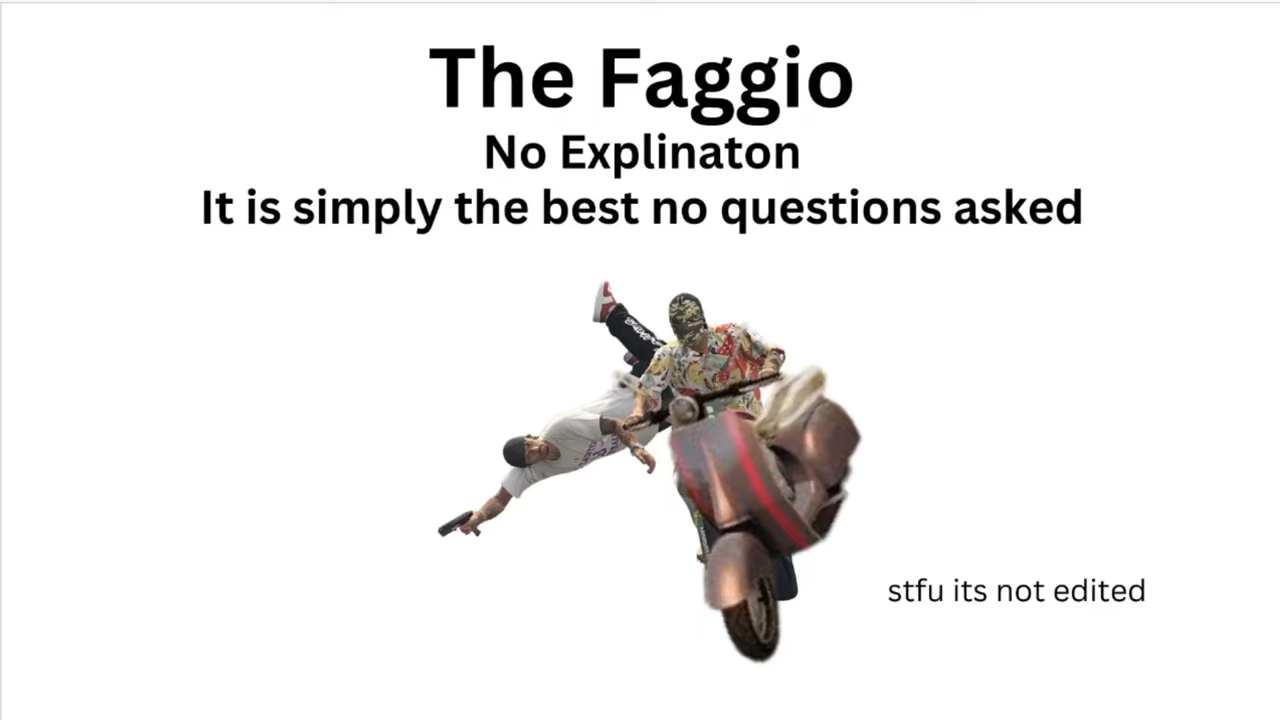 The Faggio
No Explinaton
It is simply the best no questions asked
stfu its not edited